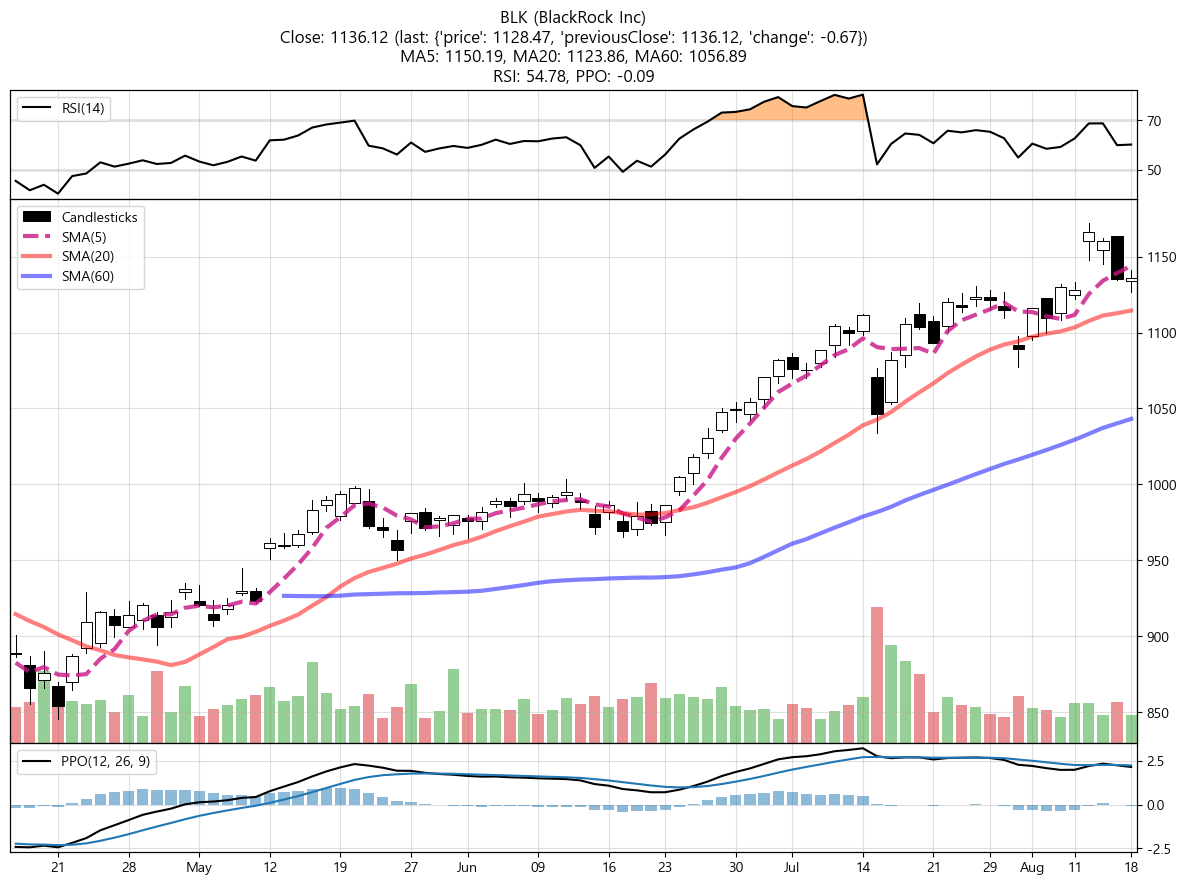 BLK (BlackRock Inc)
Close: 1136.12 (last: {'price': 1128.47, 'previousClose': 1136.12, 'change': -0.67})
MA5: 1150.19, MA20: 1123.86, MA60: 1056.89
RSI: 54.78, PPO: -0.09
RSI(14)
70
50
Candlesticks
SMA(5)
SMA(20)
SMA(60)
1150
1100
1050
1000
950
900
850
PPO(12, 26, 9)
2.5
0.0
-2.5
21 28 May 12 19 27 Jun 09 16 23 30 Jul 14 21 29 Aug 11 18